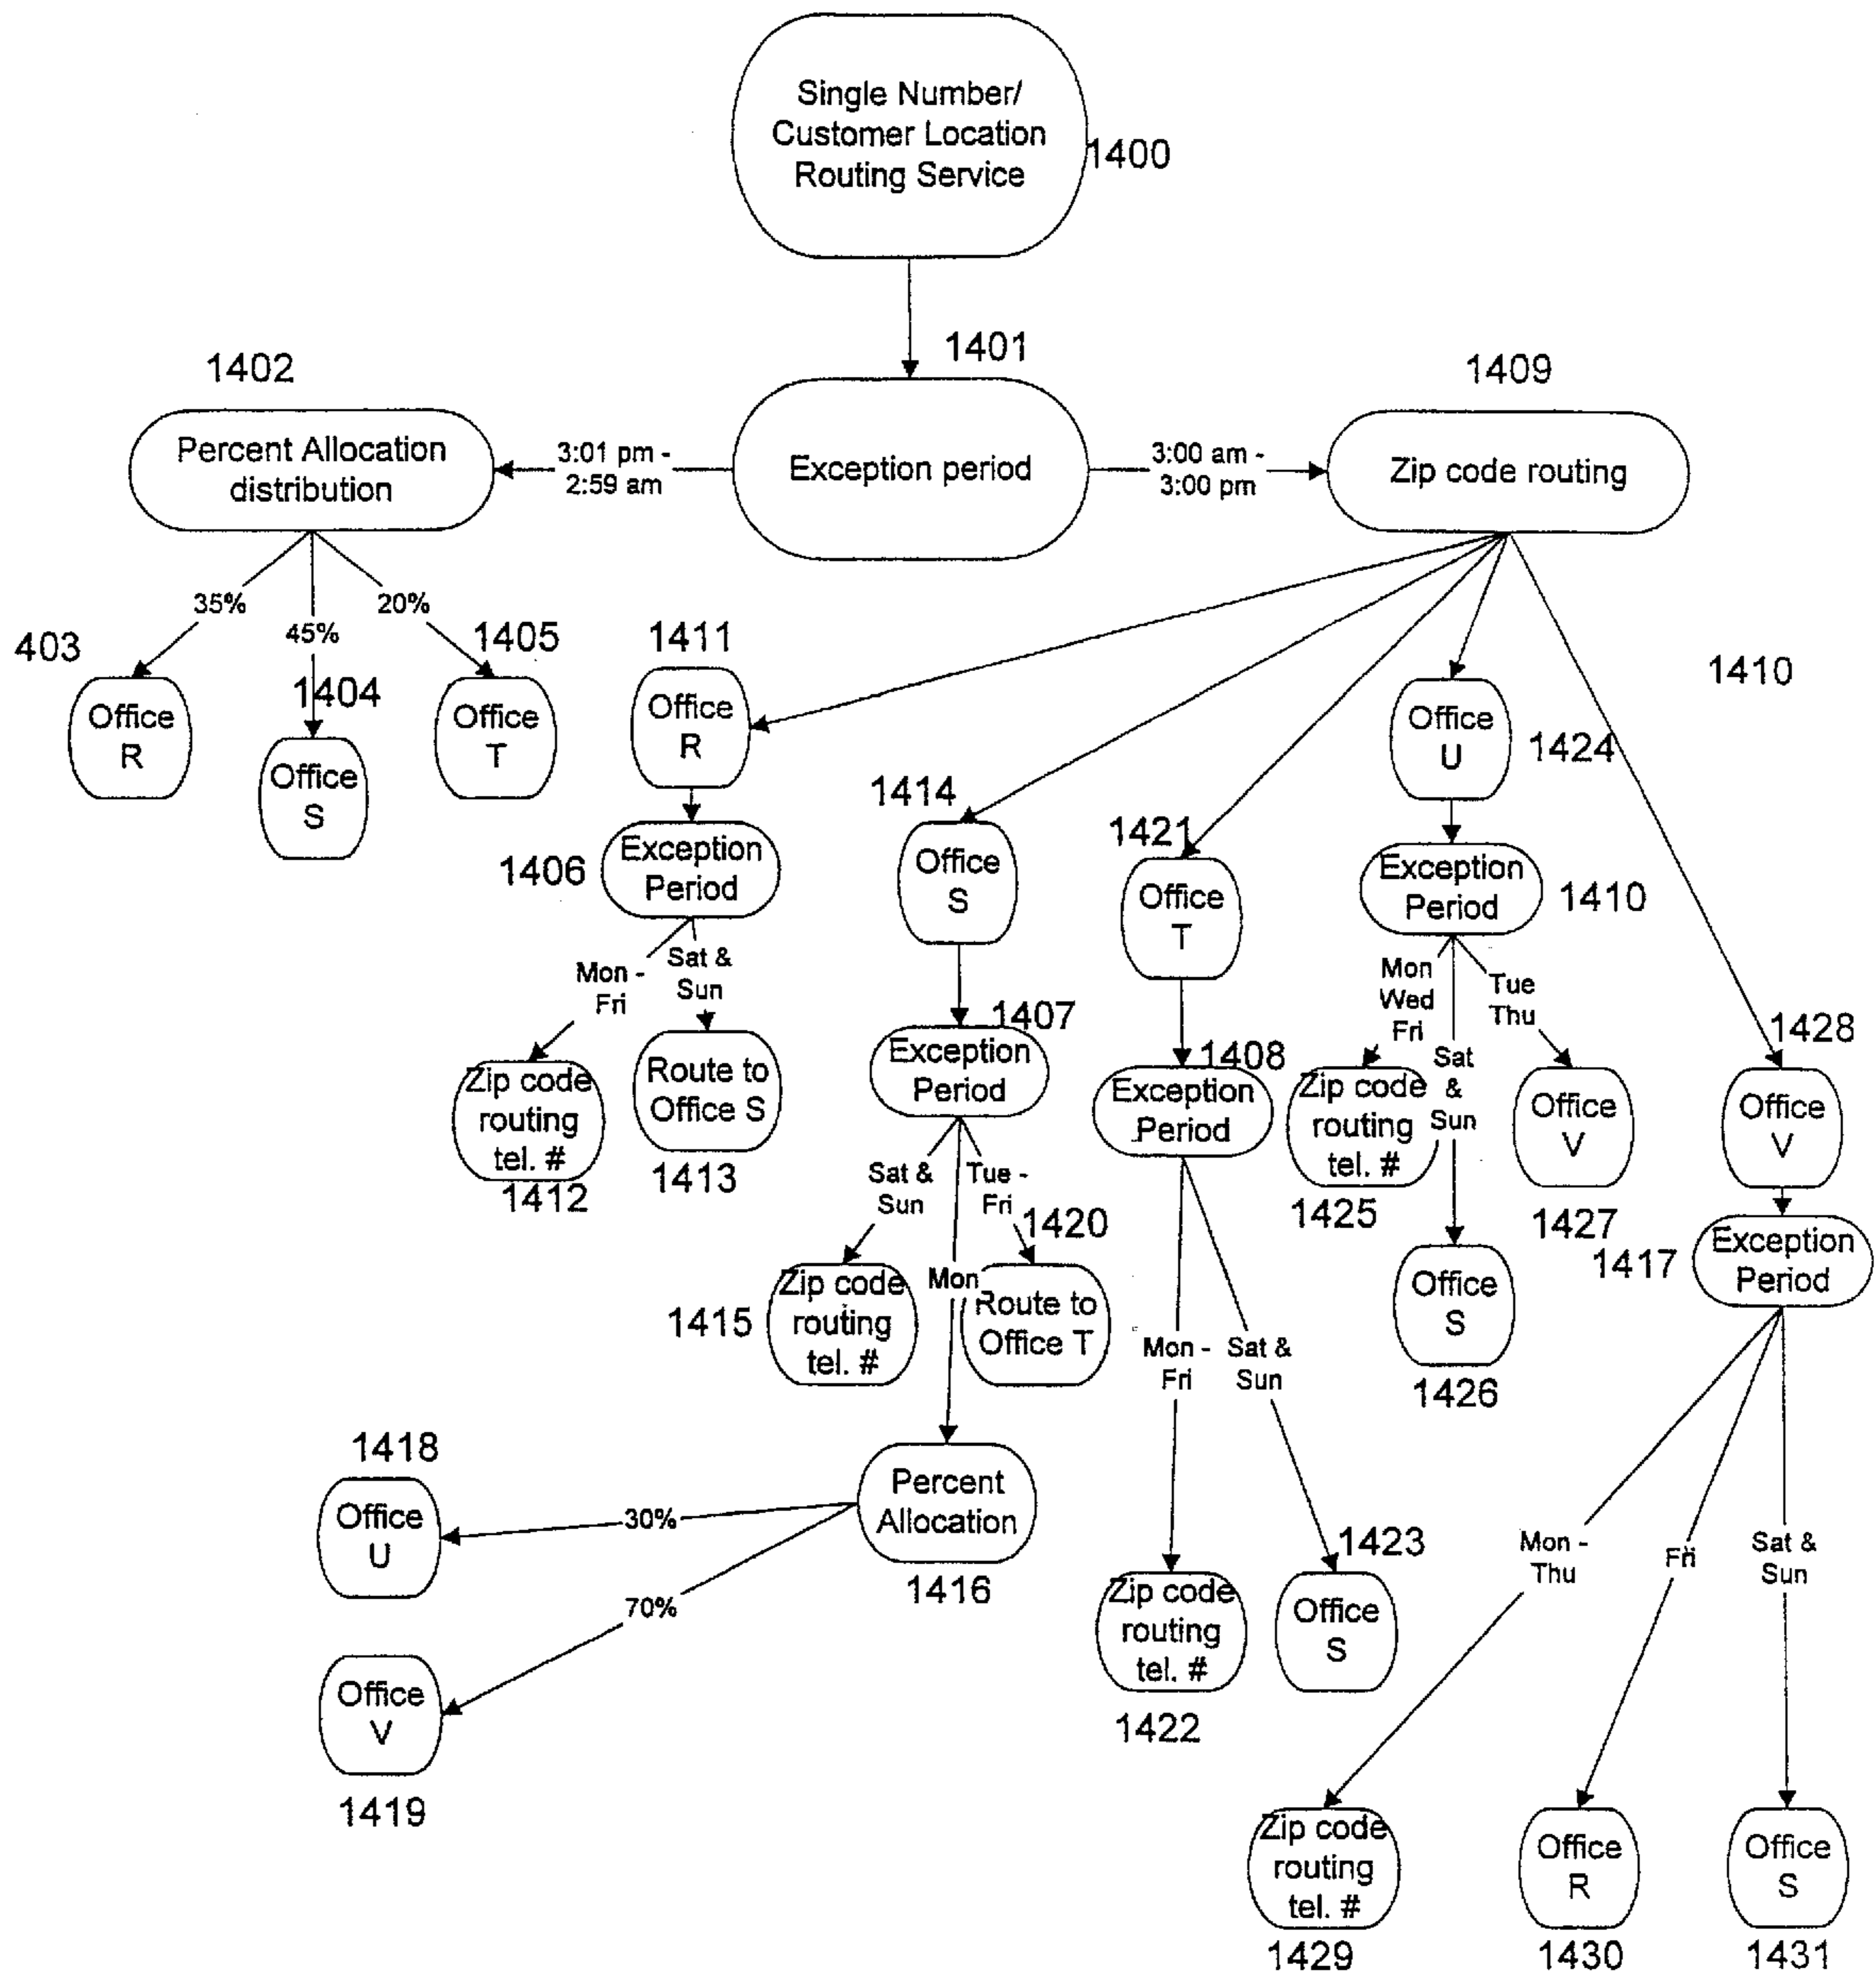 Single Number/
Customer Location
Routing Service
1400
1401
1402
1409
Percent Allocation
distribution
3:01 pm -
2:59 am
Exception period
3:00 am -
3:00 pm
Zip code routing
35%
45%
20%
403
1405
1411
1410
Office
R
1404
Office
S
Office
T
Office
R
Office
U
1424
1414
1421
1406
Exception
Period
Office
S
Office
T
Exception
Period
1410
Mon -
Fri
Sat &
Sun
Mon
Wed
Fri
Sat
&
Sun
Tue
Thu
1407
1408
1428
Zip code
routing
tel. #
1412
Route to
Office S
1413
Exception
Period
Exception
Period
Zip code
routing
tel. #
1425
Office
V
1427
Office
V
Sat &
Sun
Tue -
Fri
1420
Mon
1417
Exception
Period
1415
Zip code
routing
tel. #
Route to
Office T
Office
S
1426
Mon -
Fri
Sat &
Sun
1418
Office
U
30%
Percent
Allocation
1416
70%
Office
V
1419
1423
Zip code
routing
tel. #
1422
Office
S
Mon -
Thu
Fri
Sat &
Sun
Zip code
routing
tel. #
1429
Office
R
1430
Office
S
1431